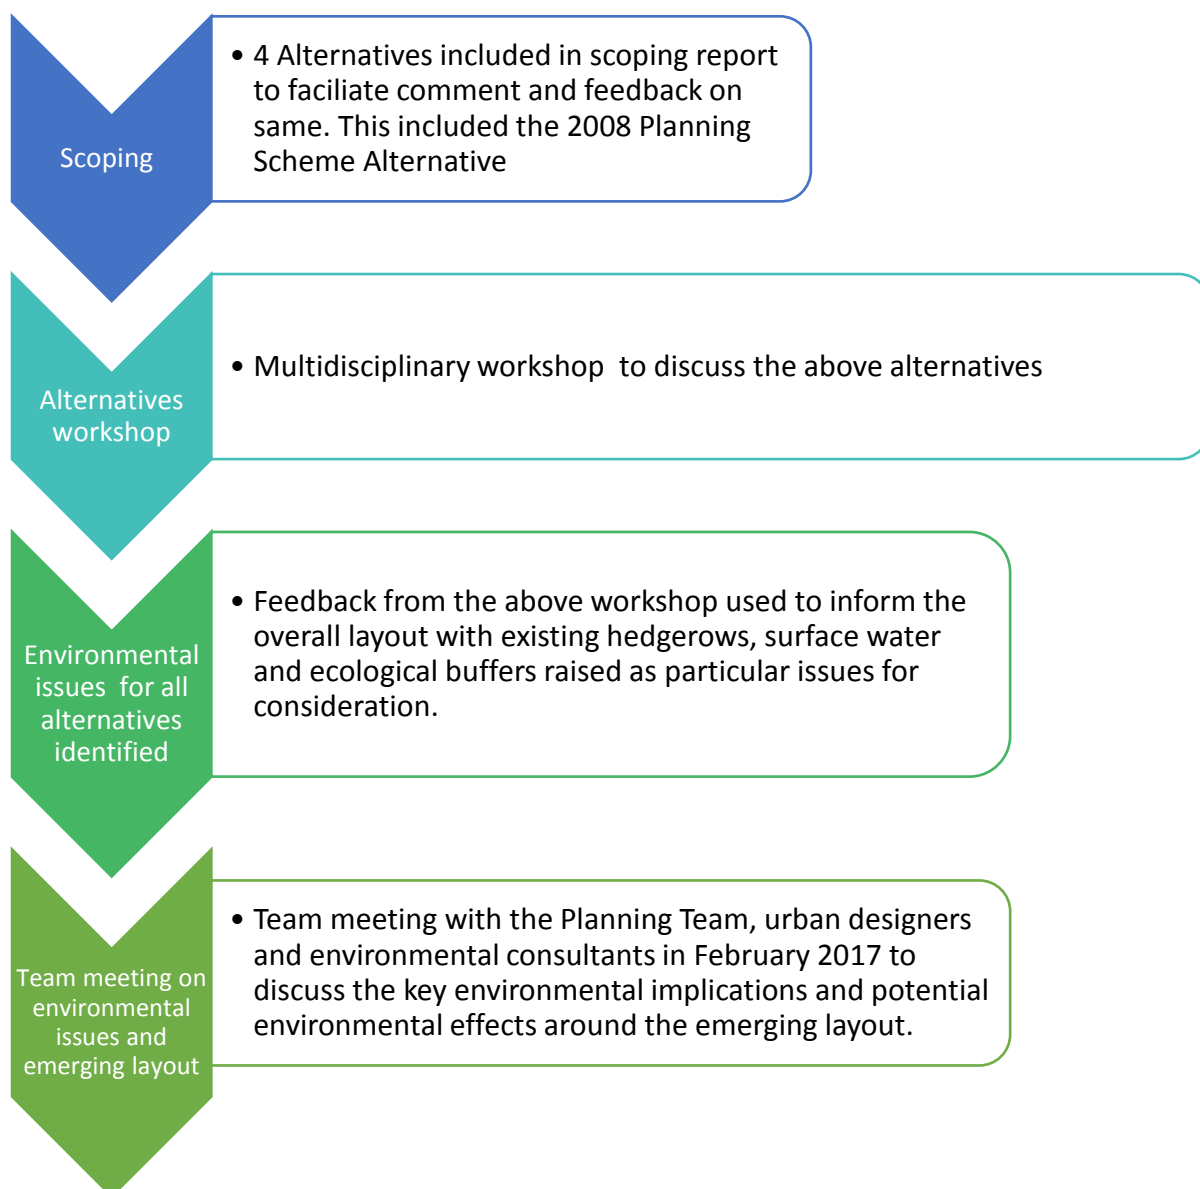 Scoping
• 4 Alternatives included in scoping report
to faciliate comment and feedback on
same. This included the 2008 Planning
Scheme Alternative
Alternatives
workshop
• Multidisciplinary workshop  to discuss the above alternatives
Environmental
issues  for all
alternatives
identified
• Feedback from the above workshop used to inform the
overall layout with existing hedgerows, surface water
and ecological buffers raised as particular issues for
consideration.
Team meeting on
environmental
issues and
emerging layout
• Team meeting with the Planning Team, urban designers
and environmental consultants in February 2017 to
discuss the key environmental implications and potential
environmental effects around the emerging layout.